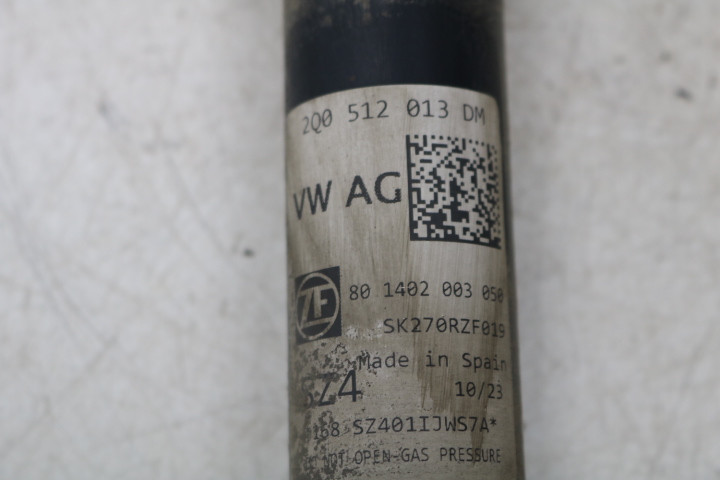 2Q0 512 013 DM
VW AG
ZF
80 1402 003 050
SK270RZF019
Made in Spain
SZ4
10/23
SZ401IJWS7A*
OPEN-GAS PRESSURE